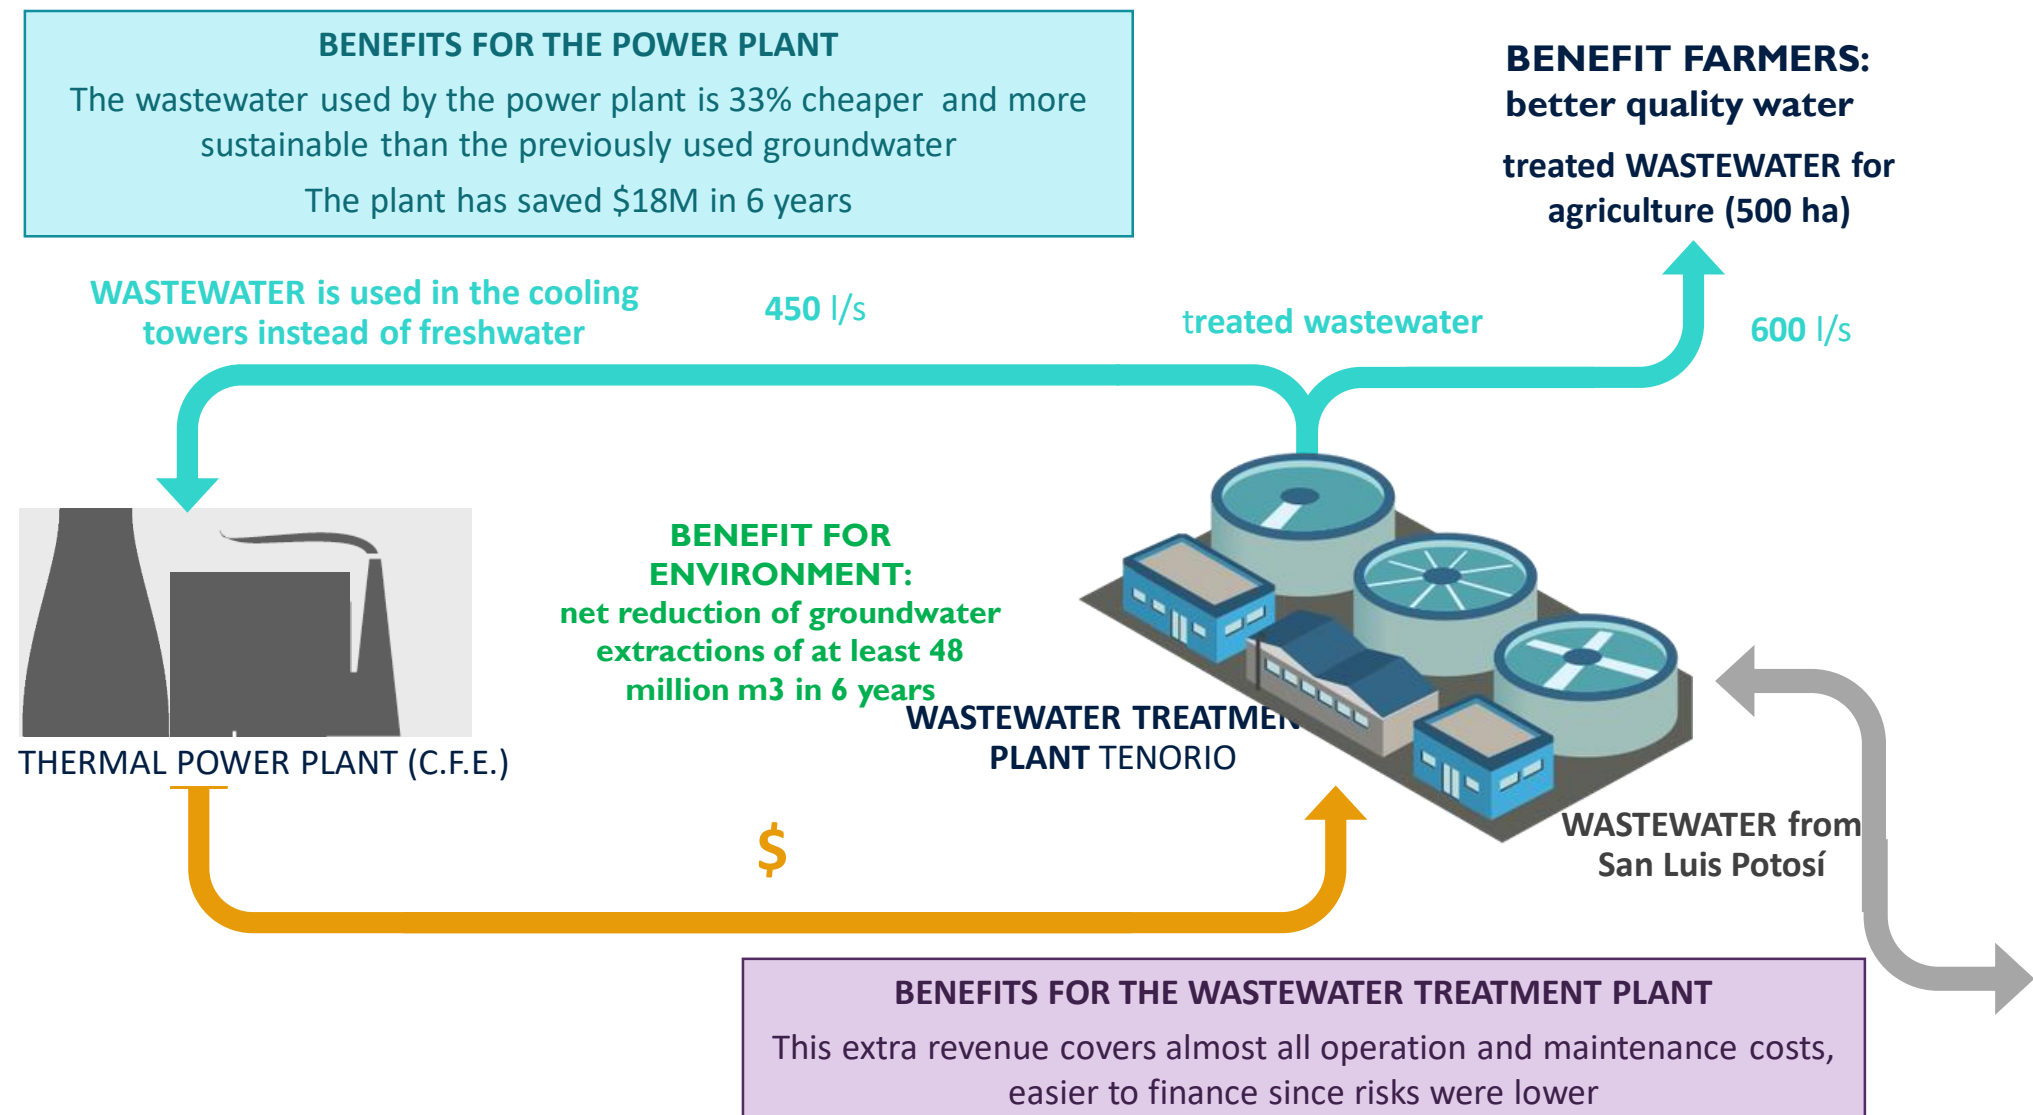 BENEFITS FOR THE POWER PLANT
The wastewater used by the power plant is 33% cheaper and more
sustainable than the previously used groundwater
The plant has saved $18M in 6 years
BENEFIT FARMERS:
better quality water
treated WASTEWATER for
agriculture (500 ha)
WASTEWATER is used in the cooling
towers instead of freshwater
450 l/s
treated wastewater
600 l/s
BENEFIT FOR
ENVIRONMENT:
net reduction of groundwater
extractions of at least 48
million m3 in 6 years
WASTEWATER TREATMEN
PLANT TENORIO
THERMAL POWER PLANT (C.F.E.)
$
WASTEWATER from
San Luis Potosí
BENEFITS FOR THE WASTEWATER TREATMENT PLANT
This extra revenue covers almost all operation and maintenance costs,
easier to finance since risks were lower